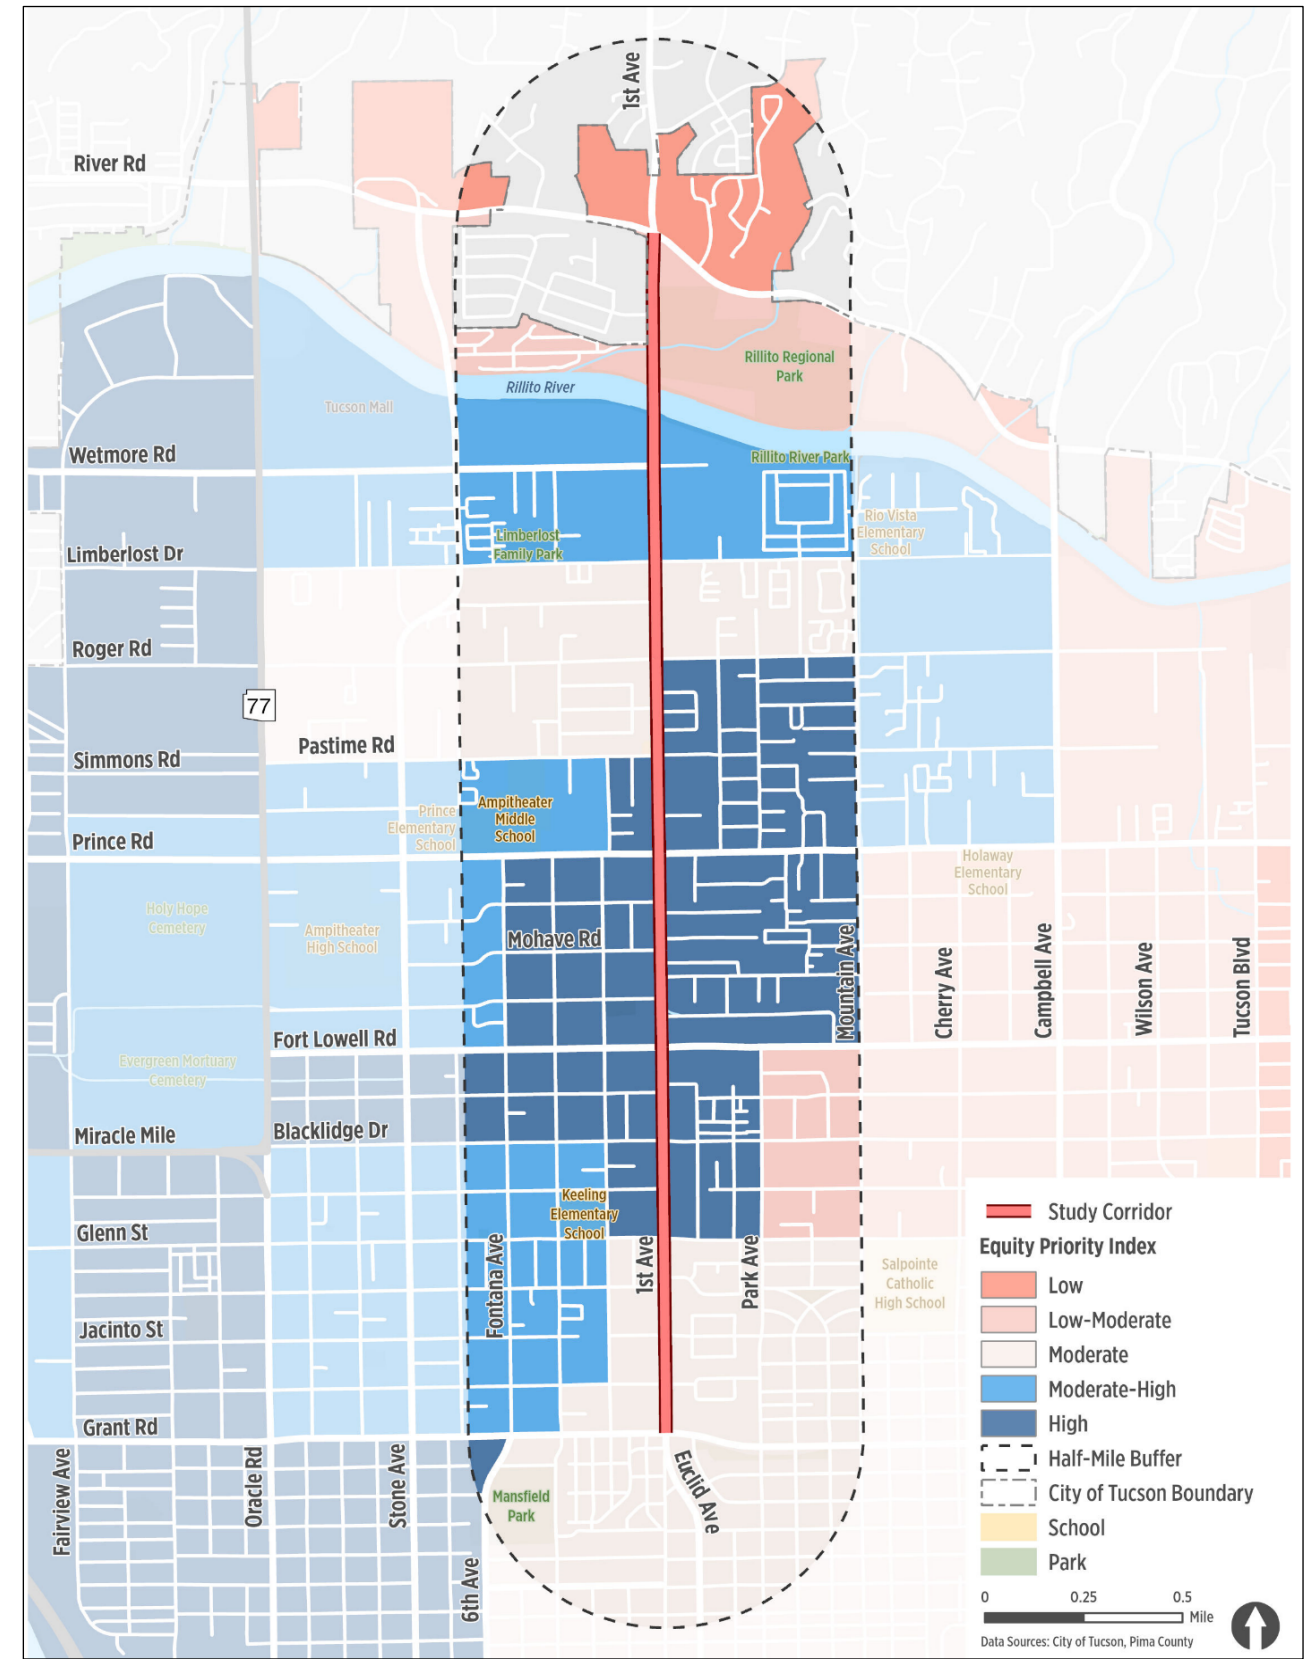 1st Ave
River Rd
Rillito Regional
Park
Rillito River
Tucson Mall
Wetmore Rd
Rillito River Park
Rio Vista
Elementary
School
Limberlost
Family Park
Limberlost Dr
Roger Rd
77
Pastime Rd
Simmons Rd
Ampitheater
Middle
School
Prince
Elementary
School
Prince Rd
Holaway
Elementary
School
Holy Hope
Cemetery
Ampitheater
High School
Mohave Rd
Mountain Ave
Cherry Ave
Campbell Ave
Wilson Ave
Tucson Blvd
Fort Lowell Rd
Evergreen Mortuary
Cemetery
Miracle Mile
Blacklidge Dr
Keeling
Elementary
School
Glenn St
Fontana Ave
1st Ave
Park Ave
Salpointe
Catholic
High School
Jacinto St
Grant Rd
Fairview Ave
Oracle Rd
Stone Ave
6th Ave
Euclid Ave
Mansfield
Park
Study Corridor
Equity Priority Index
Low
Low-Moderate
Moderate
Moderate-High
High
Half-Mile Buffer
City of Tucson Boundary
School
Park
0 0.25 0.5
Mile
Data Sources: City of Tucson, Pima County